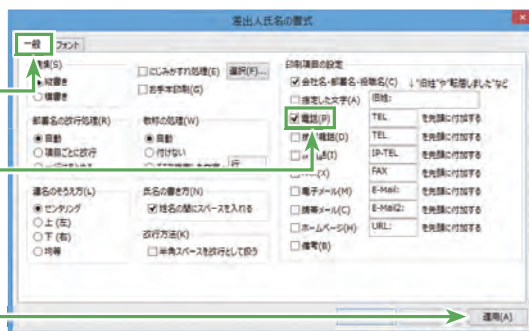 差出人氏名の書式
一般 フォント
縦書き
横書き
にじみかすれ処理(E) 選択(F)...
お手本印刷(G)
部署名の改行処理(R)
自動
項目ごとに改行
敬称の処理(W)
自動
付けない
行
連名のそろえ方(L)
センタリング
上(左)
下(右)
均等
氏名の書き方(N)
姓名の間にスペースを入れる
改行方法(K)
半角スペースを改行として扱う
印刷項目の設定
会社名・部署名・役職名(C) ↓"旧姓"や"転居しました"など
指定した文字(A) 旧姓:
電話(P) TEL を先頭に付加する
電話(D) TEL を先頭に付加する
IP-TEL を先頭に付加する
FAX を先頭に付加する
電子メール(M) E-Mail: を先頭に付加する
携帯メール(C) E-Mail2: を先頭に付加する
ホームページ(H) URL: を先頭に付加する
備考(B)
適用(A)